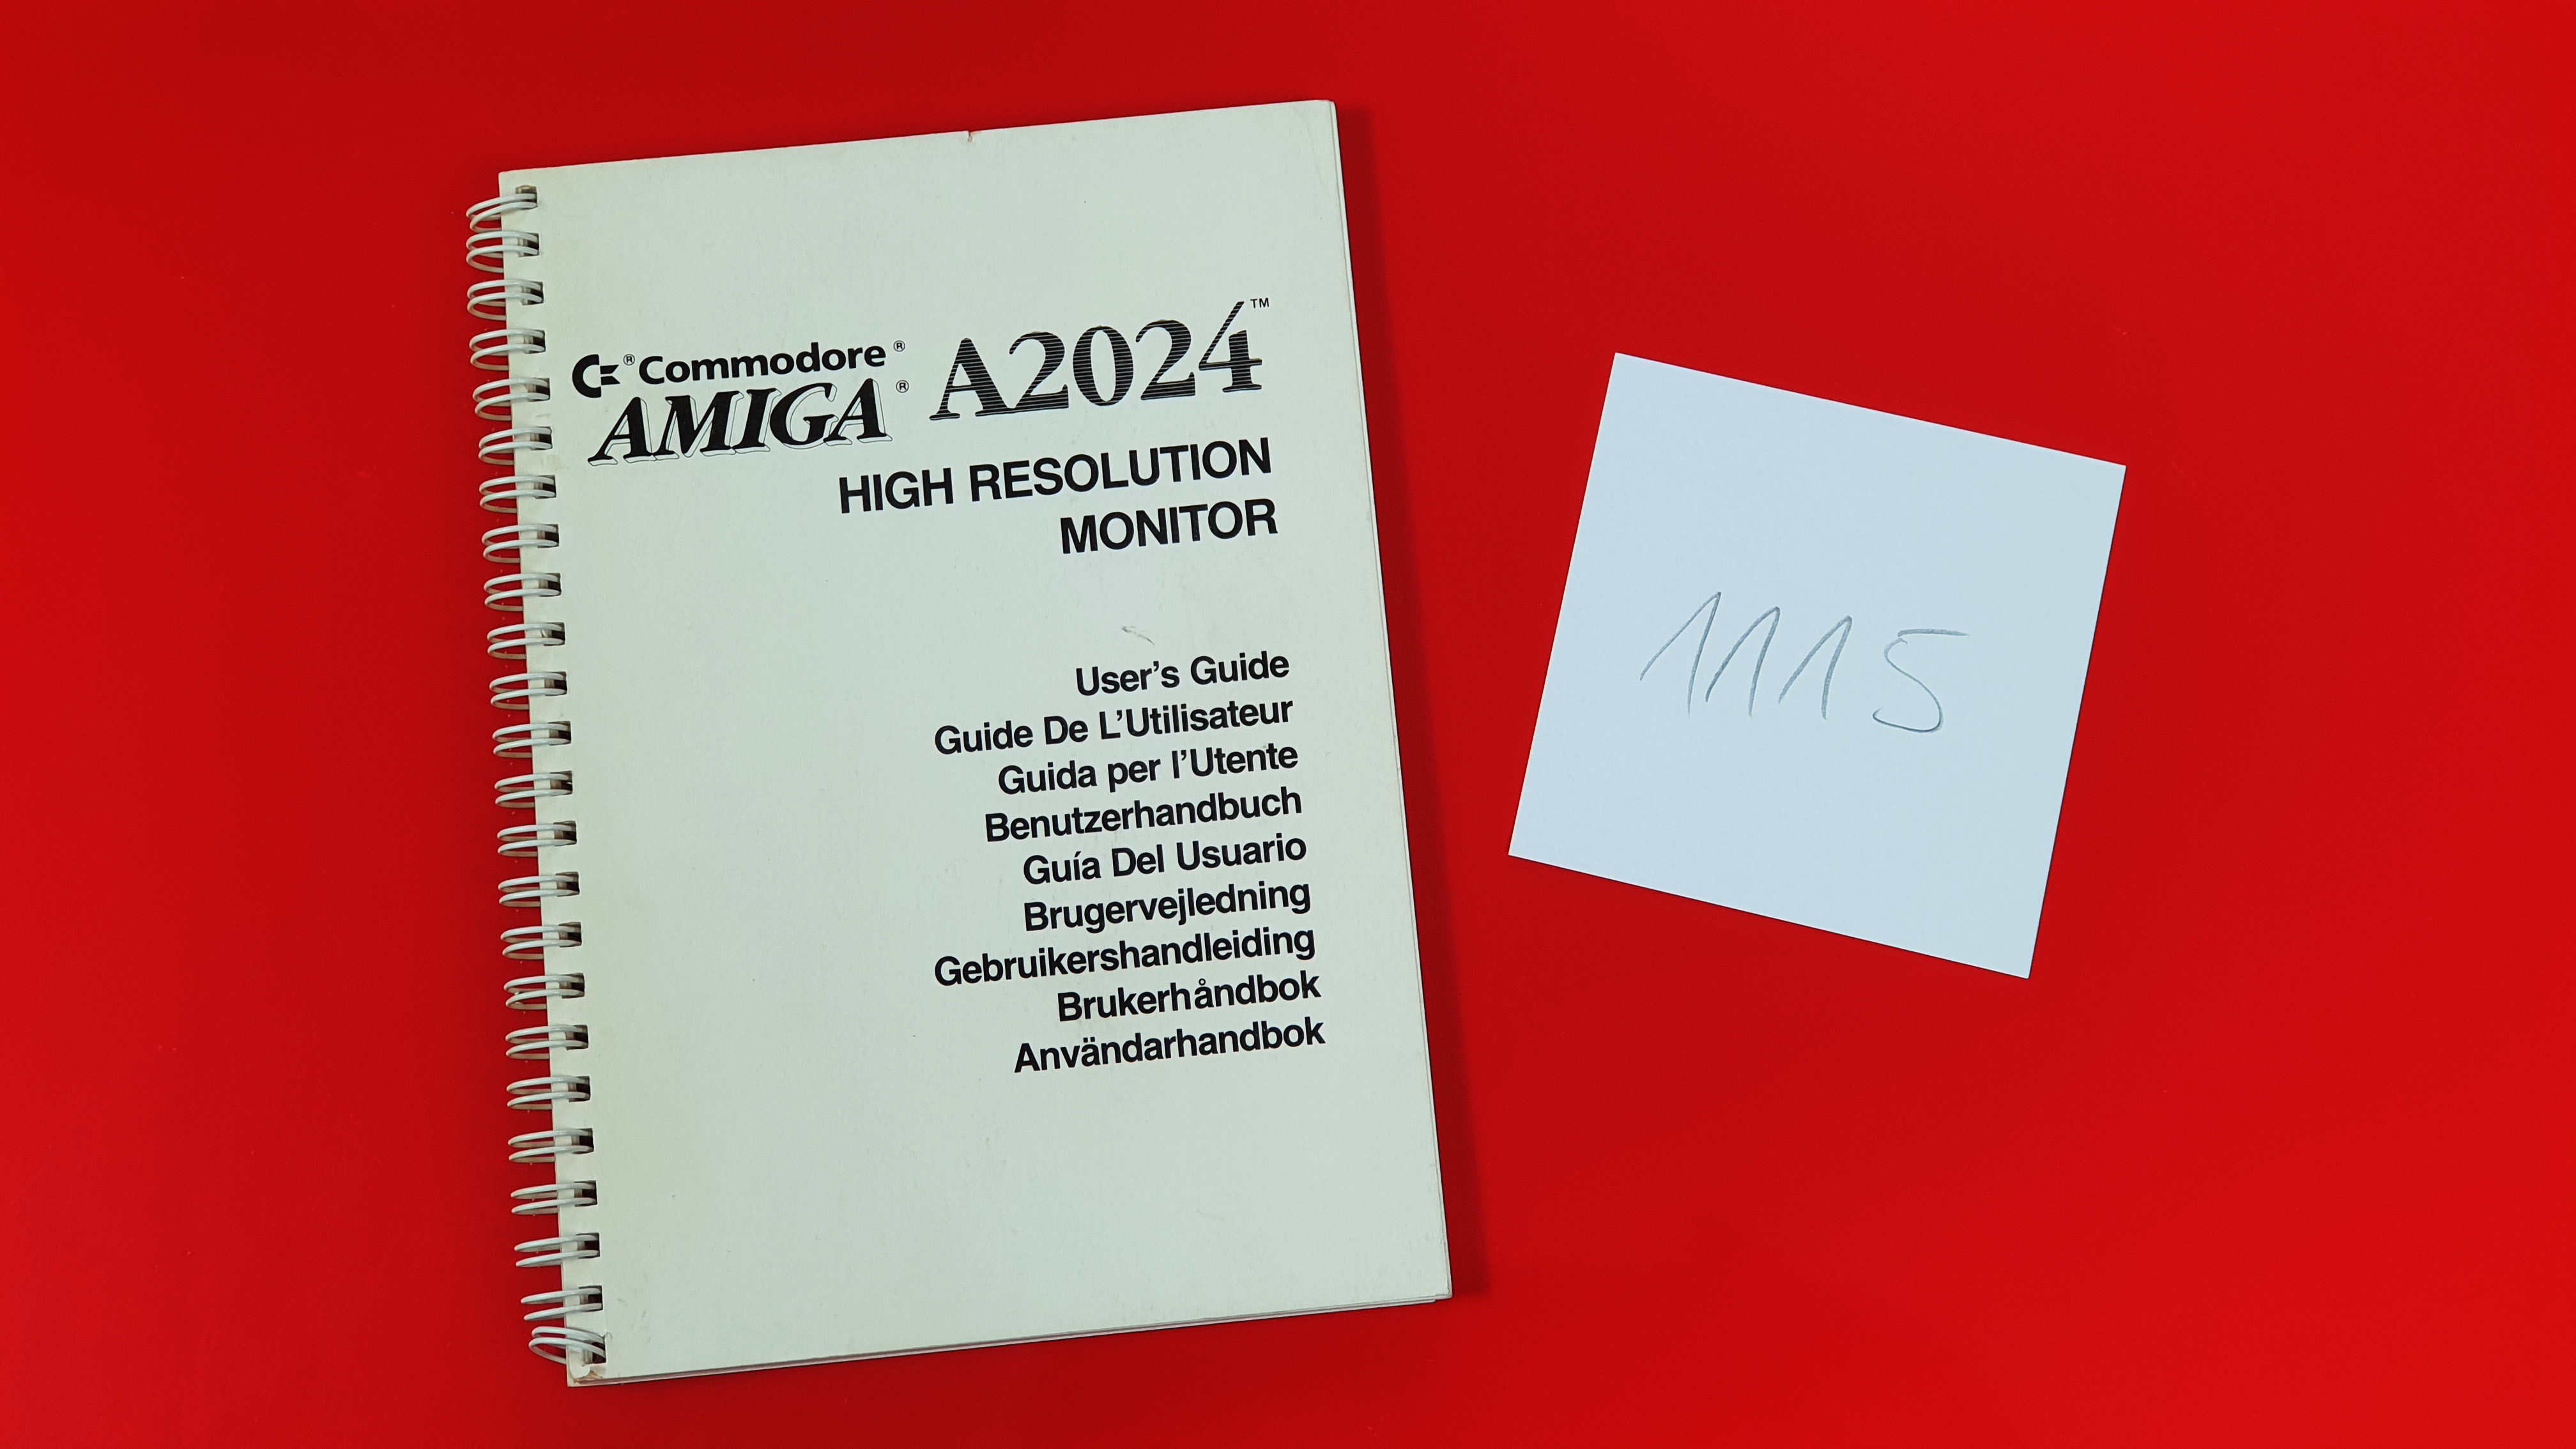 C=® Commodore®
AMIGA® A2024™
HIGH RESOLUTION
MONITOR
User's Guide
Guide De L'Utilisateur
Guida per l'Utente
Benutzerhandbuch
Guía Del Usuario
Brugervejledning
Gebruikershandleiding
Brukerhåndbok
Användarhandbok
1115